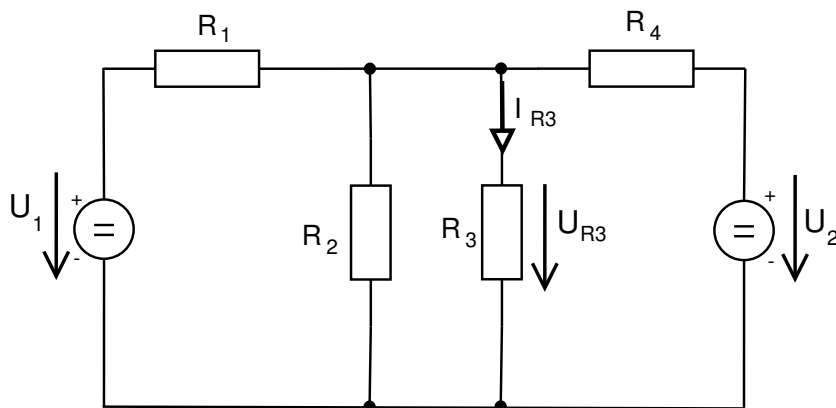 R1
R4
IR3
U1
+
=
-
R2
R3
UR3
+
=
-
U2